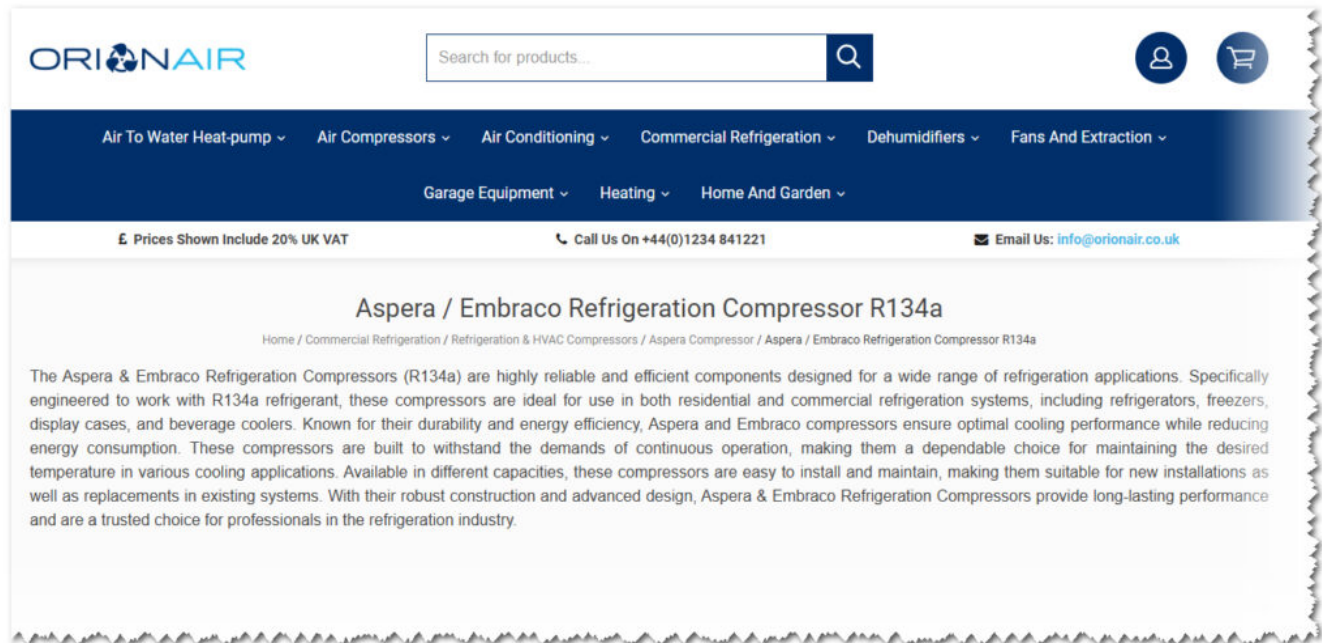 ORIONAIR
Search for products...
Air To Water Heat-pump
Air Compressors
Air Conditioning
Commercial Refrigeration
Dehumidifiers
Fans And Extraction
Garage Equipment
Heating
Home And Garden
£ Prices Shown Include 20% UK VAT
Call Us On +44(0)1234 841221
Email Us: info@orionair.co.uk
Aspera / Embraco Refrigeration Compressor R134a
Home / Commercial Refrigeration / Refrigeration & HVAC Compressors / Aspera Compressor / Aspera / Embraco Refrigeration Compressor R134a
The Aspera & Embraco Refrigeration Compressors (R134a) are highly reliable and efficient components designed for a wide range of refrigeration applications. Specifically
engineered to work with R134a refrigerant, these compressors are ideal for use in both residential and commercial refrigeration systems, including refrigerators, freezers,
display cases, and beverage coolers. Known for their durability and energy efficiency, Aspera and Embraco compressors ensure optimal cooling performance while reducing
energy consumption. These compressors are built to withstand the demands of continuous operation, making them a dependable choice for maintaining the desired
temperature in various cooling applications. Available in different capacities, these compressors are easy to install and maintain, making them suitable for new installations as
well as replacements in existing systems. With their robust construction and advanced design, Aspera & Embraco Refrigeration Compressors provide long-lasting performance
and are a trusted choice for professionals in the refrigeration industry.